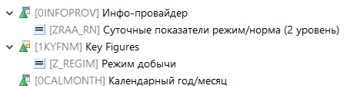 [0INFOPROV] Инфо-провайдер
[ZRAA_RN] Суточные показатели режим/норма (2 уровень)
[1KYFNM] Key Figures
[Z_REGIM] Режим добычи
[0CALMONTH] Календарный год/месяц